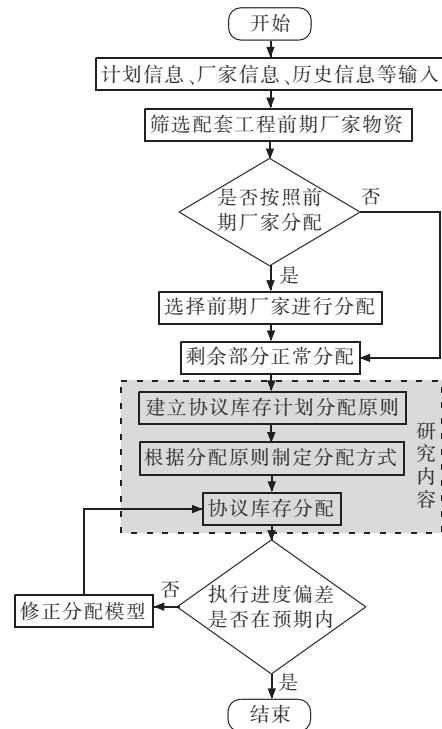 开始
计划信息、厂家信息、历史信息等输入
筛选配套工程前期厂家物资
是否按照前
期厂家分配
否
是
选择前期厂家进行分配
剩余部分正常分配
建立协议库存计划分配原则
根据分配原则制定分配方式
协议库存分配
研究内容
执行进度偏差
是否在预期内
否
修正分配模型
是
结束